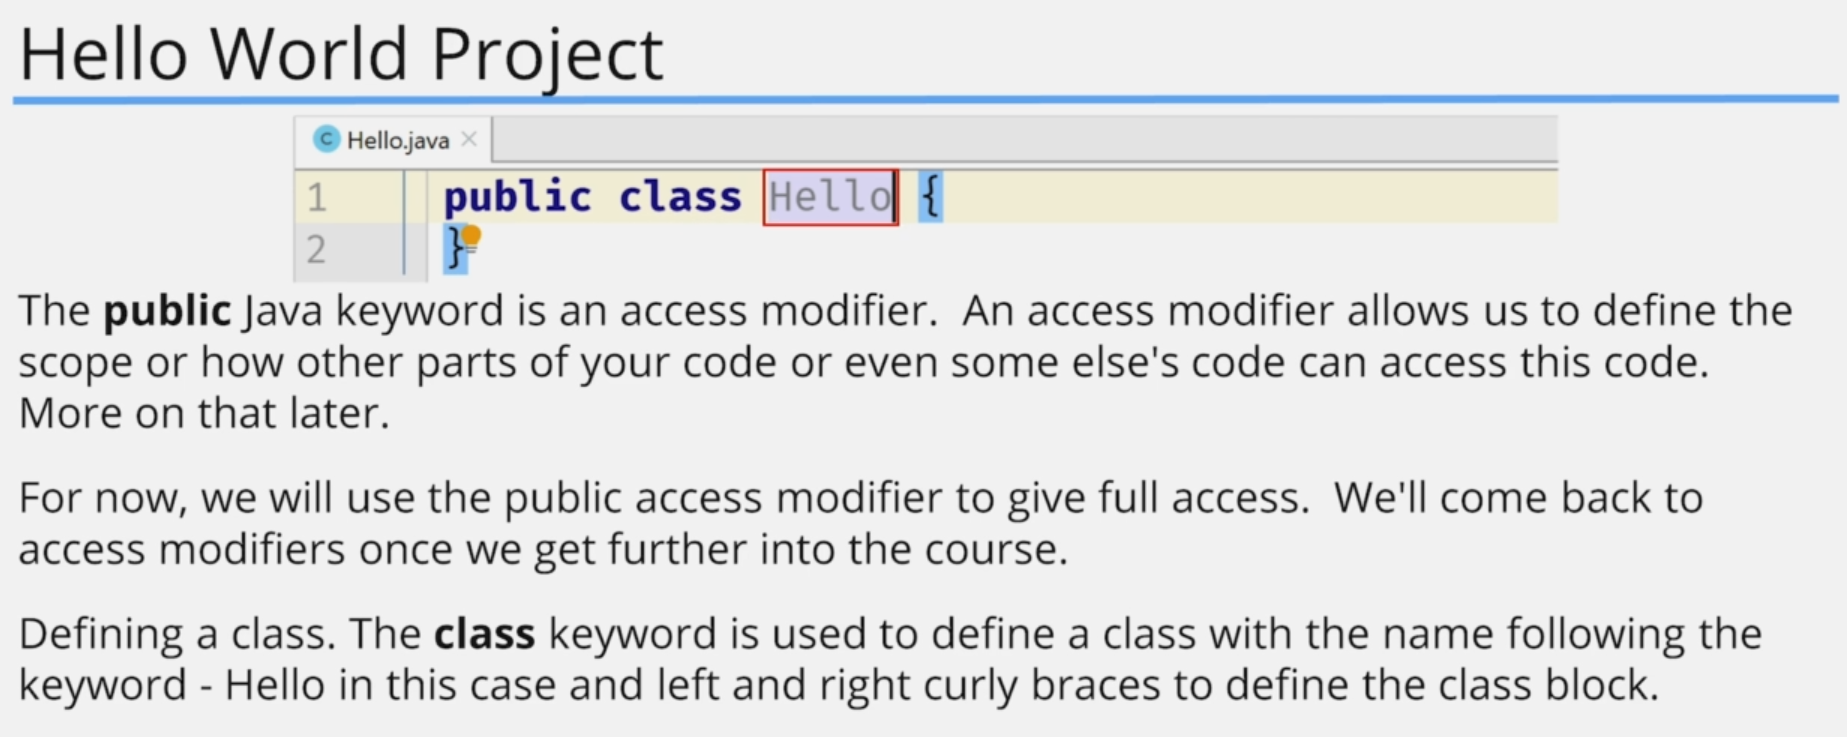 Hello World Project
Hello.java
1 public class Hello {
2 }
The public Java keyword is an access modifier.  An access modifier allows us to define the
scope or how other parts of your code or even some else's code can access this code.
More on that later.
For now, we will use the public access modifier to give full access.  We'll come back to
access modifiers once we get further into the course.
Defining a class. The class keyword is used to define a class with the name following the
keyword - Hello in this case and left and right curly braces to define the class block.